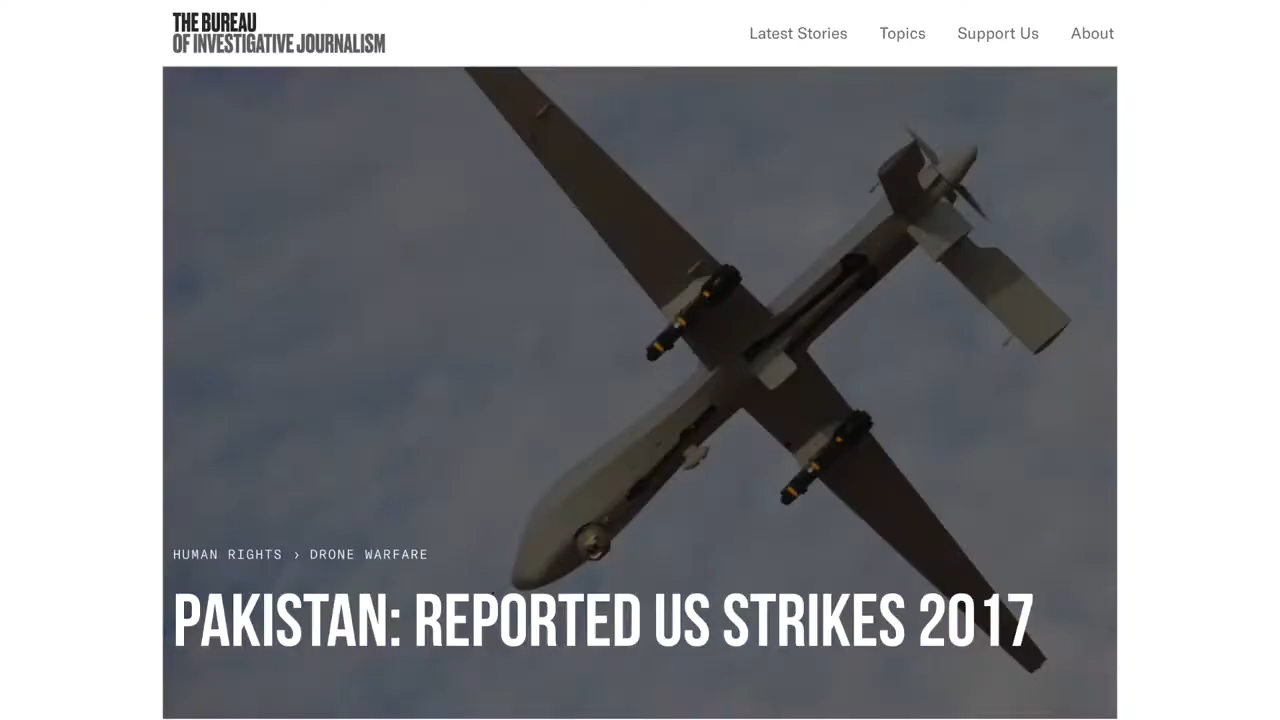 THE BUREAU
OF INVESTIGATIVE JOURNALISM
Latest Stories
Topics
Support Us
About
HUMAN RIGHTS › DRONE WARFARE
PAKISTAN: REPORTED US STRIKES 2017